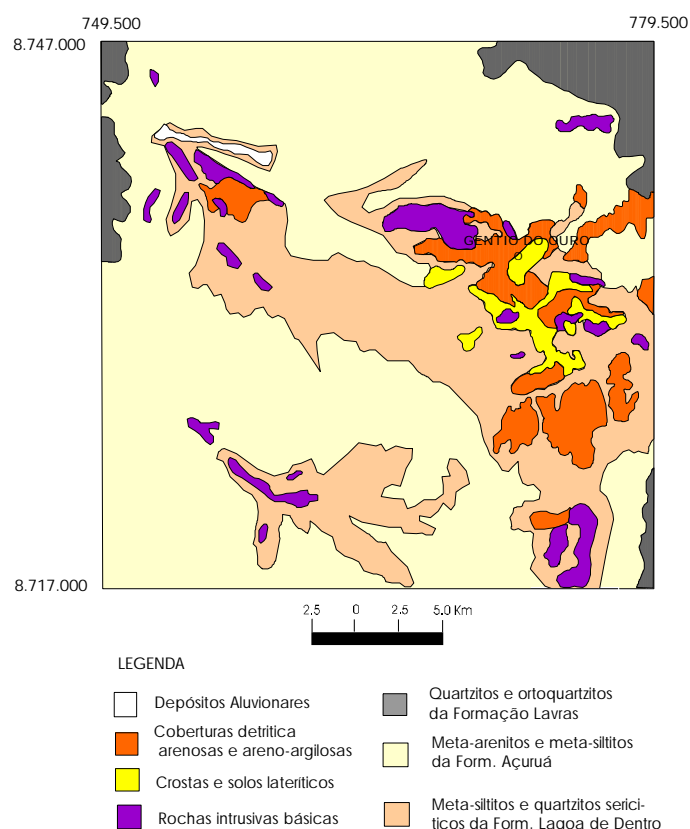 749.500
779.500
8.747.000
GENTIO DO OURO
8.717.000
2.5 0 2.5 5.0 Km
LEGENDA
Depósitos Aluvionares
Coberturas detritica
arenosas e areno-argilosas
Crostas e solos lateríticos
Rochas intrusivas básicas
Quartzitos e ortoquartzitos
da Formação Lavras
Meta-arenitos e meta-siltitos
da Form. Açuruá
Meta-siltitos e quartzitos serici-
ticos da Form. Lagoa de Dentro